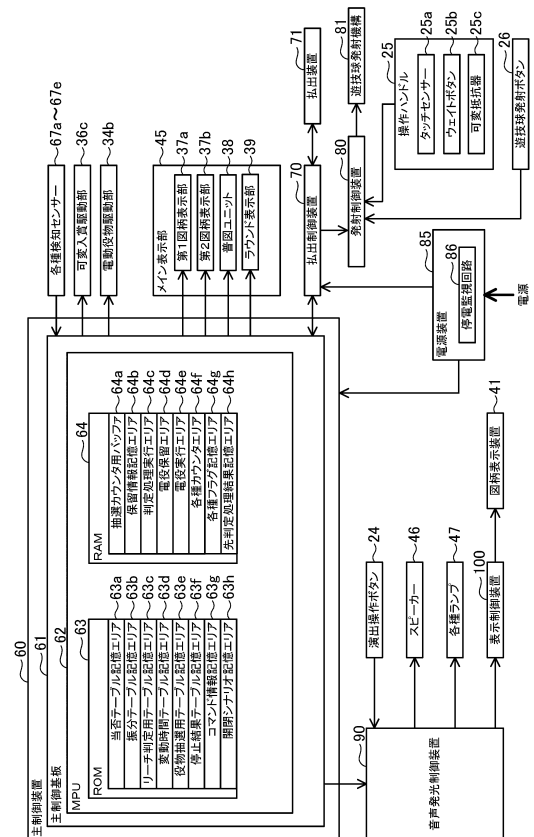 主制御装置 60
主制御基板 61
MPU 62
ROM 63
当否テーブル記憶エリア 63a
振分テーブル記憶エリア 63b
リーチ判定用テーブル記憶エリア 63c
変動時間テーブル記憶エリア 63d
役物抽選用テーブル記憶エリア 63e
停止結果テーブル記憶エリア 63f
コマンド情報記憶エリア 63g
開閉シナリオ記憶エリア 63h
RAM 64
抽選カウンタ用バッファ 64a
保留情報記憶エリア 64b
判定処理実行エリア 64c
電役保留エリア 64d
電役実行エリア 64e
各種カウンタエリア 64f
各種フラグ記憶エリア 64g
先判定処理結果記憶エリア 64h
各種検知センサー 67a～67e
可変入賞駆動部 36c
電動役物駆動部 34b
メイン表示部 45
第1図柄表示部 37a
第2図柄表示部 37b
普図ユニット 38
ラウンド表示部 39
払出制御装置 70
払出装置 71
発射制御装置 80
遊技球発射機構 81
操作ハンドル 25
タッチセンサー 25a
ウェイトボタン 25b
可変抵抗器 25c
遊技球発射ボタン 26
電源装置 85
停電監視回路 86
電源
音声発光制御装置 90
演出操作ボタン 24
スピーカー 46
各種ランプ 47
表示制御装置 100
図柄表示装置 41